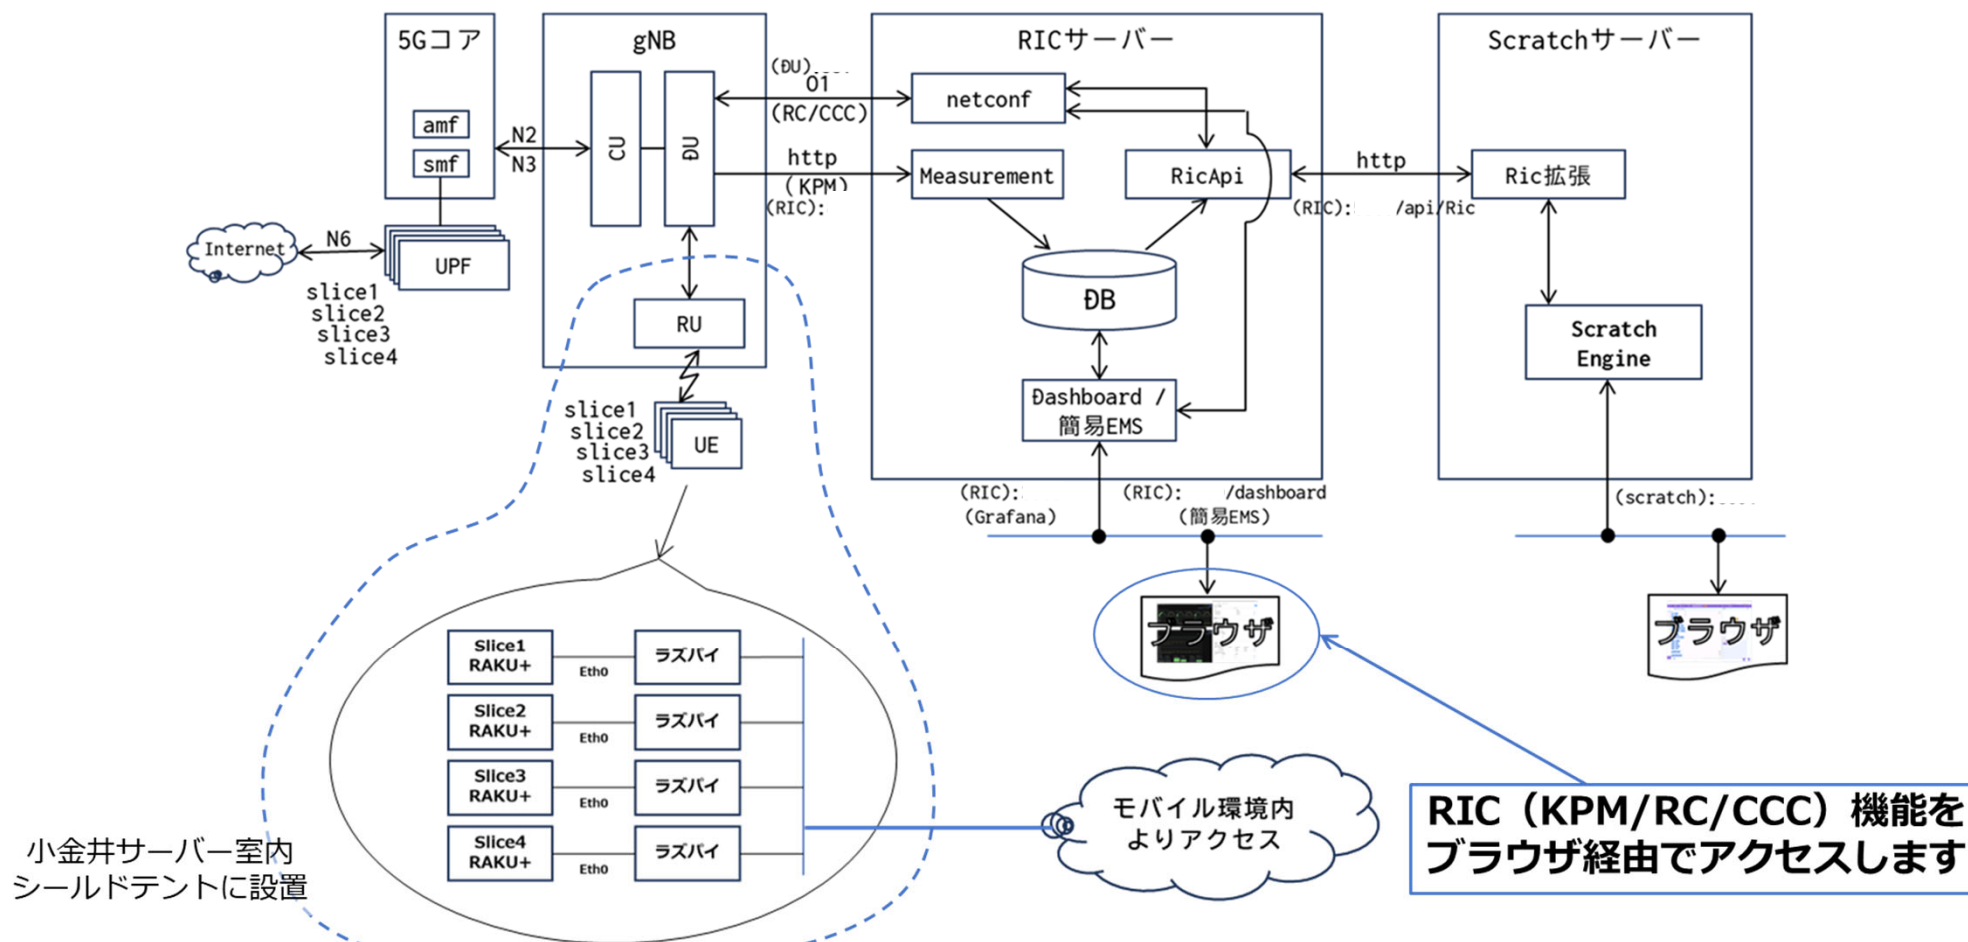 5Gコア
amf
smf
N2
N3
Internet
N6
UPF
slice1
slice2
slice3
slice4
gNB
CU
ĐU
RU
slice1
slice2
slice3
slice4
UE
(ĐU)
O1
(RC/CCC)
http
(KPM)
(RIC):
RICサーバー
netconf
Measurement
RicApi
ĐB
Đashboard /
簡易EMS
(RIC):
(Grafana)
(RIC): /dashboard
(簡易EMS)
http
(RIC): /api/Ric
Scratchサーバー
Ric拡張
Scratch
Engine
(scratch):
ブラウザ
ブラウザ
Slice1
RAKU+
Eth0
ラズパイ
Slice2
RAKU+
Eth0
ラズパイ
Slice3
RAKU+
Eth0
ラズパイ
Slice4
RAKU+
Eth0
ラズパイ
小金井サーバー室内
シールドテントに設置
モバイル環境内
よりアクセス
RIC（KPM/RC/CCC）機能を
ブラウザ経由でアクセスします